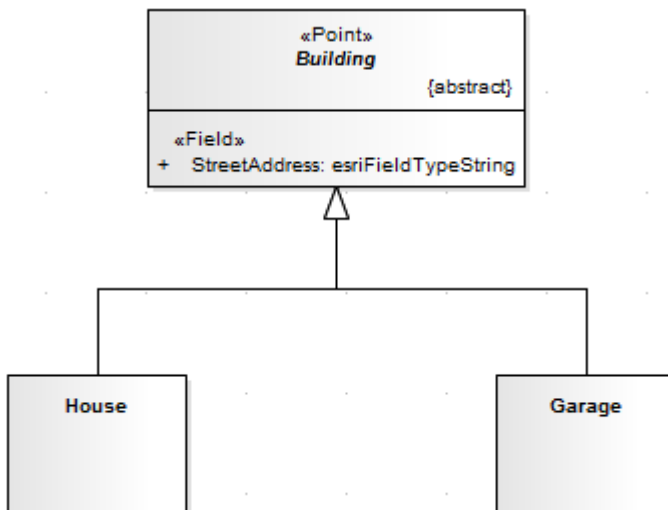 «Point»
Building
{abstract}
«Field»
+ StreetAddress: esriFieldTypeString
House
Garage